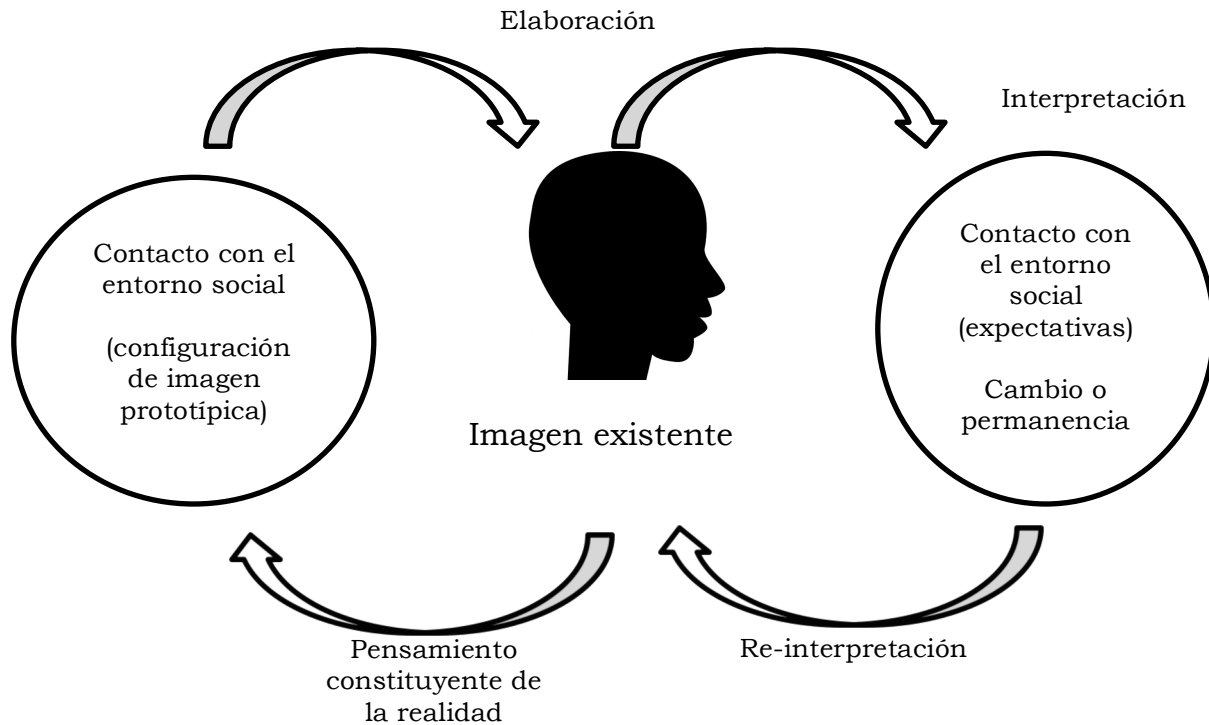 Elaboración
Interpretación
Contacto con el
entorno social
(configuración
de imagen
prototípica)
Imagen existente
Contacto con
el entorno
social
(expectativas)
Cambio o
permanencia
Pensamiento
constituyente de
la realidad
Re-interpretación